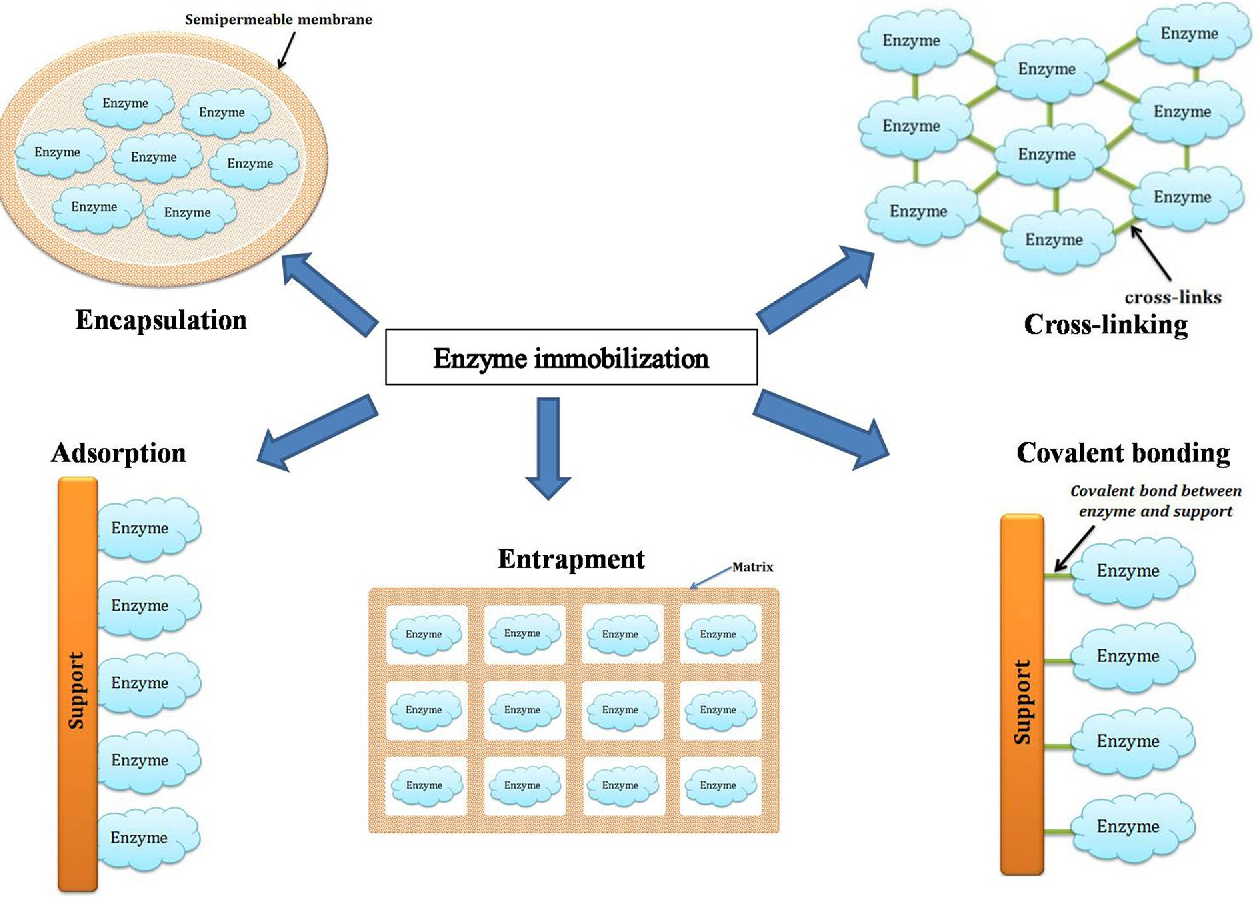 Semipermeable membrane
Enzyme
Enzyme
Enzyme
Enzyme
Enzyme
Enzyme
Enzyme
Encapsulation
Enzyme
Enzyme
Enzyme
Enzyme
Enzyme
Enzyme
Enzyme
Enzyme
Enzyme
cross-links
Cross-linking
Enzyme immobilization
Adsorption
Support
Enzyme
Enzyme
Enzyme
Enzyme
Enzyme
Entrapment
Matrix
Enzyme
Enzyme
Enzyme
Enzyme
Enzyme
Enzyme
Enzyme
Enzyme
Enzyme
Enzyme
Enzyme
Enzyme
Covalent bonding
Covalent bond between
enzyme and support
Support
Enzyme
Enzyme
Enzyme
Enzyme